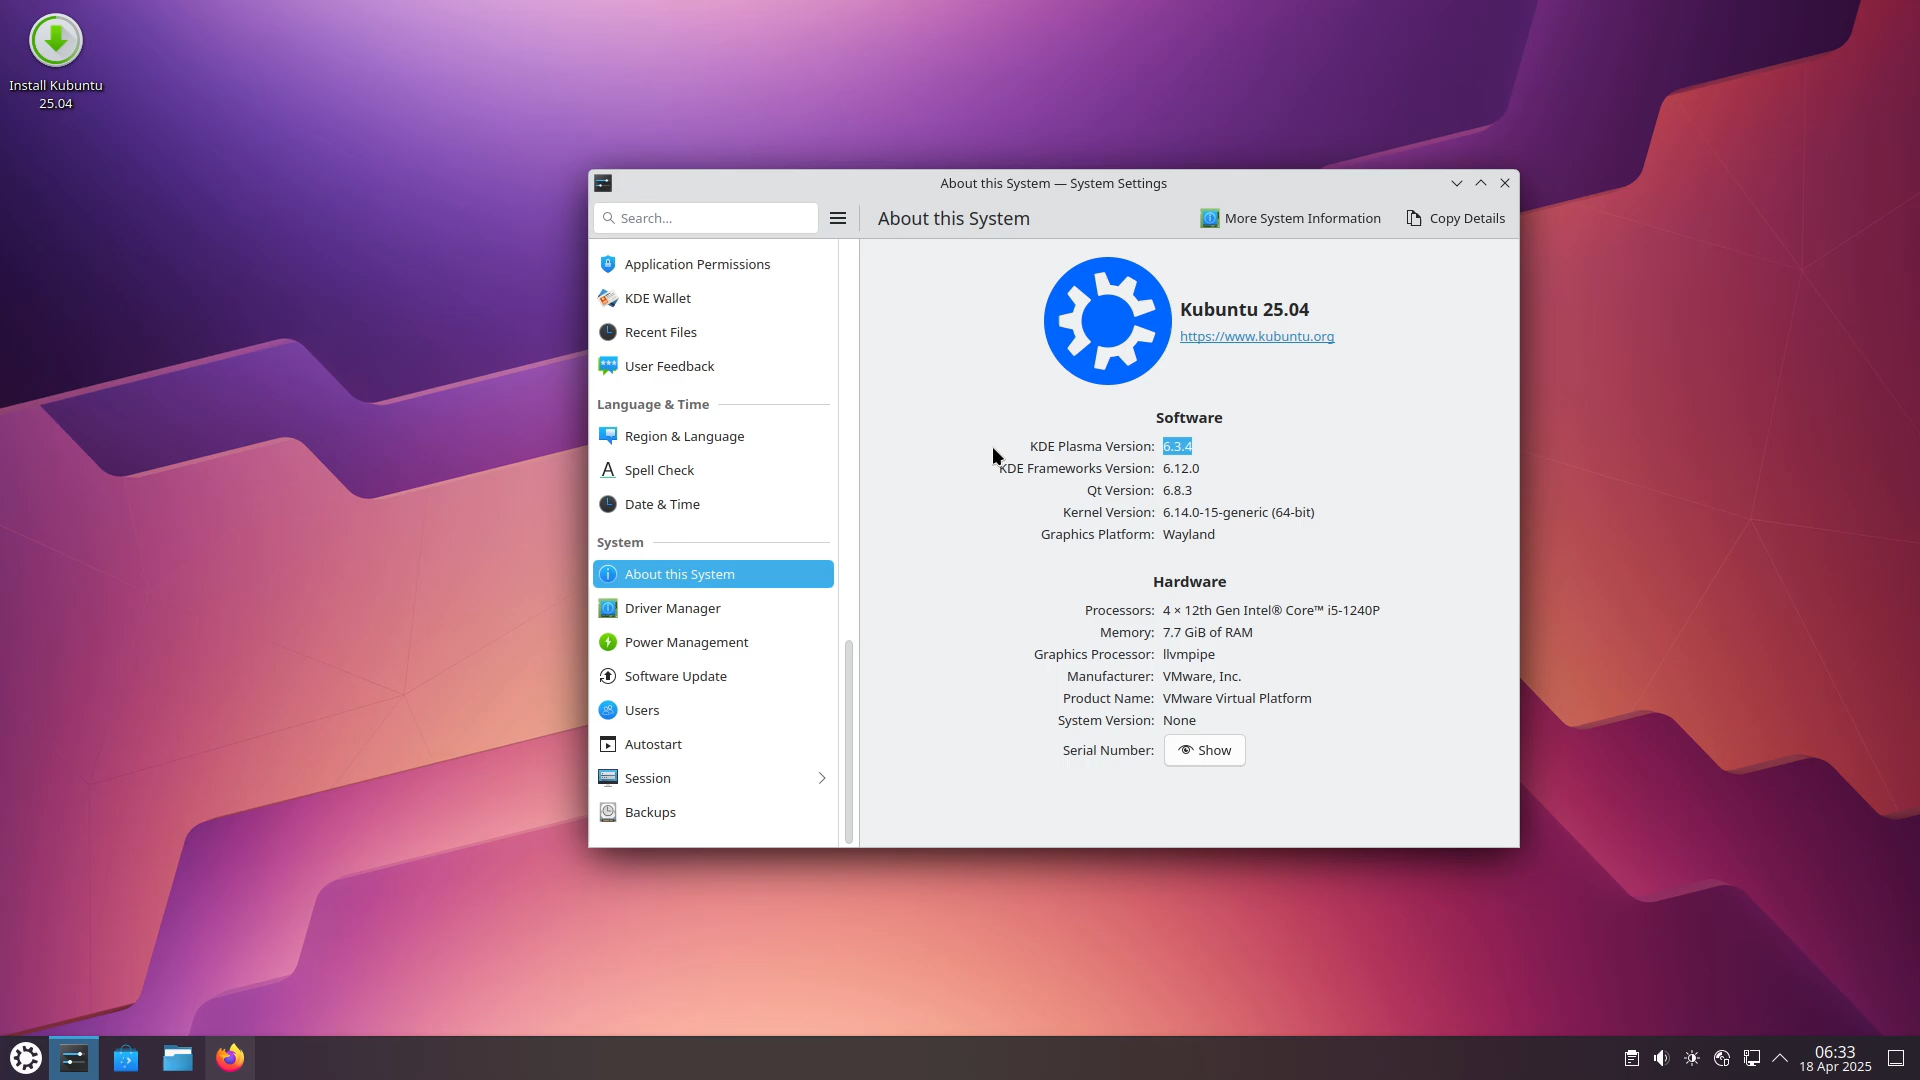 Install Kubuntu
25.04
About this System — System Settings
Search...
About this System
More System Information
Copy Details
Application Permissions
KDE Wallet
Recent Files
User Feedback
Language & Time
Region & Language
Spell Check
Date & Time
System
About this System
Driver Manager
Power Management
Software Update
Users
Autostart
Session
Backups
Kubuntu 25.04
https://www.kubuntu.org
Software
KDE Plasma Version: 6.3.4
KDE Frameworks Version: 6.12.0
Qt Version: 6.8.3
Kernel Version: 6.14.0-15-generic (64-bit)
Graphics Platform: Wayland
Hardware
Processors: 4 × 12th Gen Intel® Core™ i5-1240P
Memory: 7.7 GiB of RAM
Graphics Processor: llvmpipe
Manufacturer: VMware, Inc.
Product Name: VMware Virtual Platform
System Version: None
Serial Number: Show
06:33
18 Apr 2025